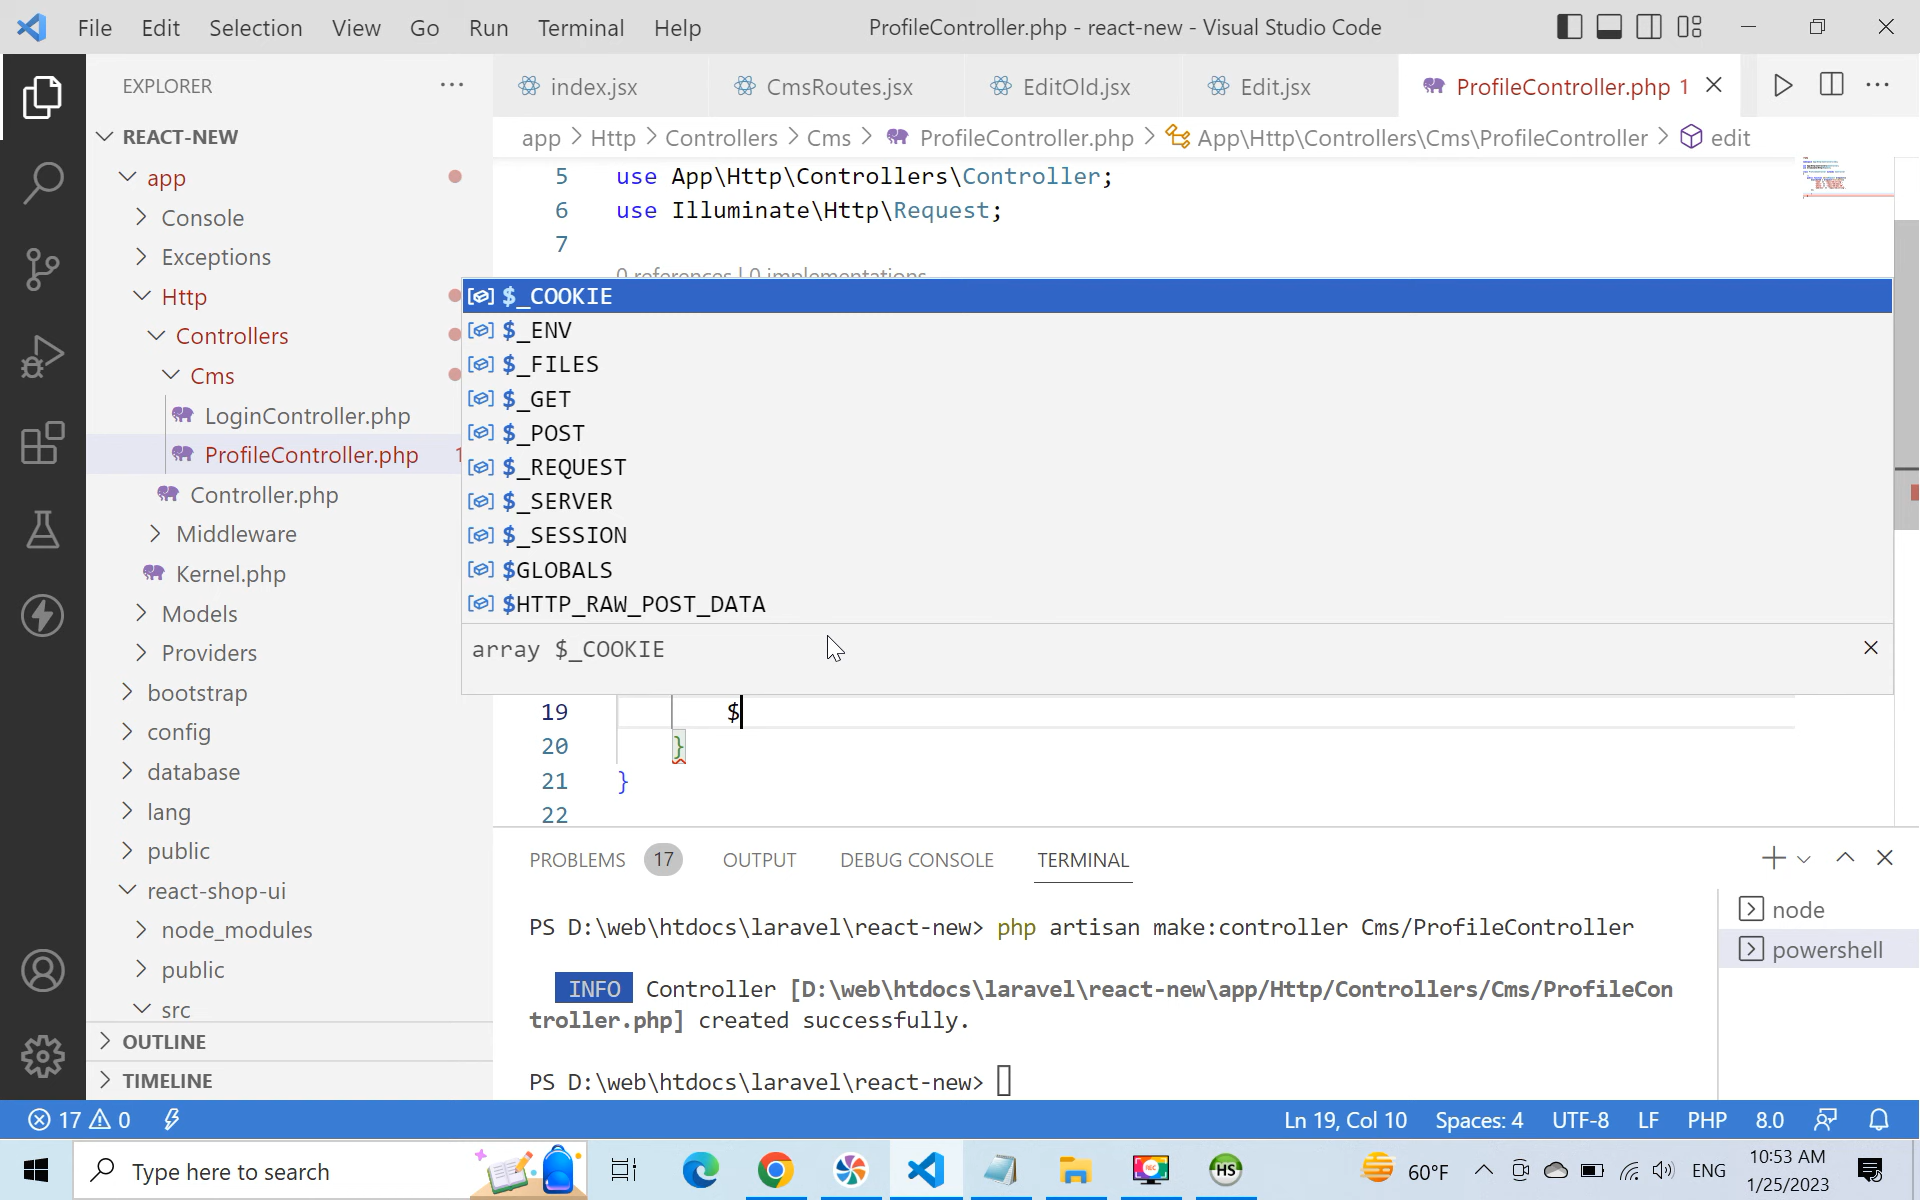 File Edit Selection View Go Run Terminal Help
ProfileController.php - react-new - Visual Studio Code
EXPLORER
index.jsx CmsRoutes.jsx EditOld.jsx Edit.jsx ProfileController.php 1
app > Http > Controllers > Cms > ProfileController.php > App\Http\Controllers\Cms\ProfileController > edit
REACT-NEW
app
Console
Exceptions
Http
Controllers
Cms
LoginController.php
ProfileController.php 1
Controller.php
Middleware
Kernel.php
Models
Providers
bootstrap
config
database
lang
public
react-shop-ui
node_modules
public
src
OUTLINE
TIMELINE
5 use App\Http\Controllers\Controller;
6 use Illuminate\Http\Request;
7
0 references | 0 implementations
$_COOKIE
$_ENV
$_FILES
$_GET
$_POST
$_REQUEST
$_SERVER
$_SESSION
$GLOBALS
$HTTP_RAW_POST_DATA
array $_COOKIE
19 $
20 }
21 }
22
PROBLEMS 17 OUTPUT DEBUG CONSOLE TERMINAL
PS D:\web\htdocs\laravel\react-new> php artisan make:controller Cms/ProfileController
INFO Controller [D:\web\htdocs\laravel\react-new\app/Http/Controllers/Cms/ProfileCon
troller.php] created successfully.
PS D:\web\htdocs\laravel\react-new>
node
powershell
17 0
Ln 19, Col 10 Spaces: 4 UTF-8 LF PHP 8.0
Type here to search
HS
60°F
ENG
10:53 AM
1/25/2023